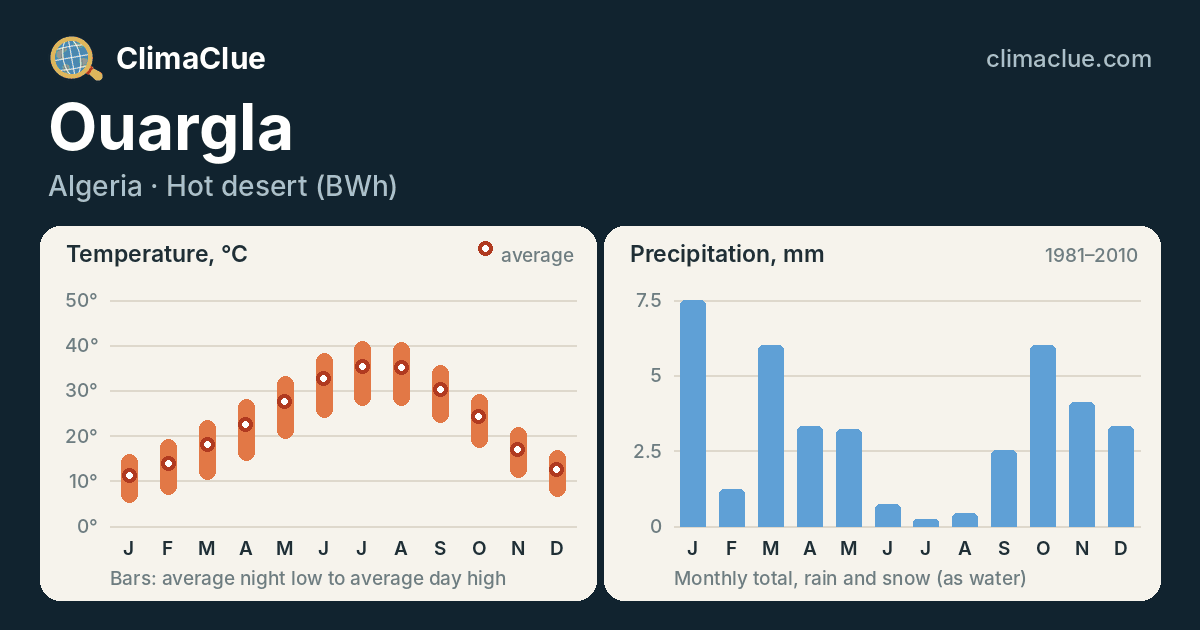 ClimaClue
climaclue.com
Ouargla
Algeria · Hot desert (BWh)
Temperature, °C
average
50°
40°
30°
20°
10°
0°
J F M A M J J A S O N D
Bars: average night low to average day high
Precipitation, mm
1981–2010
7.5
5
2.5
0
J F M A M J J A S O N D
Monthly total, rain and snow (as water)